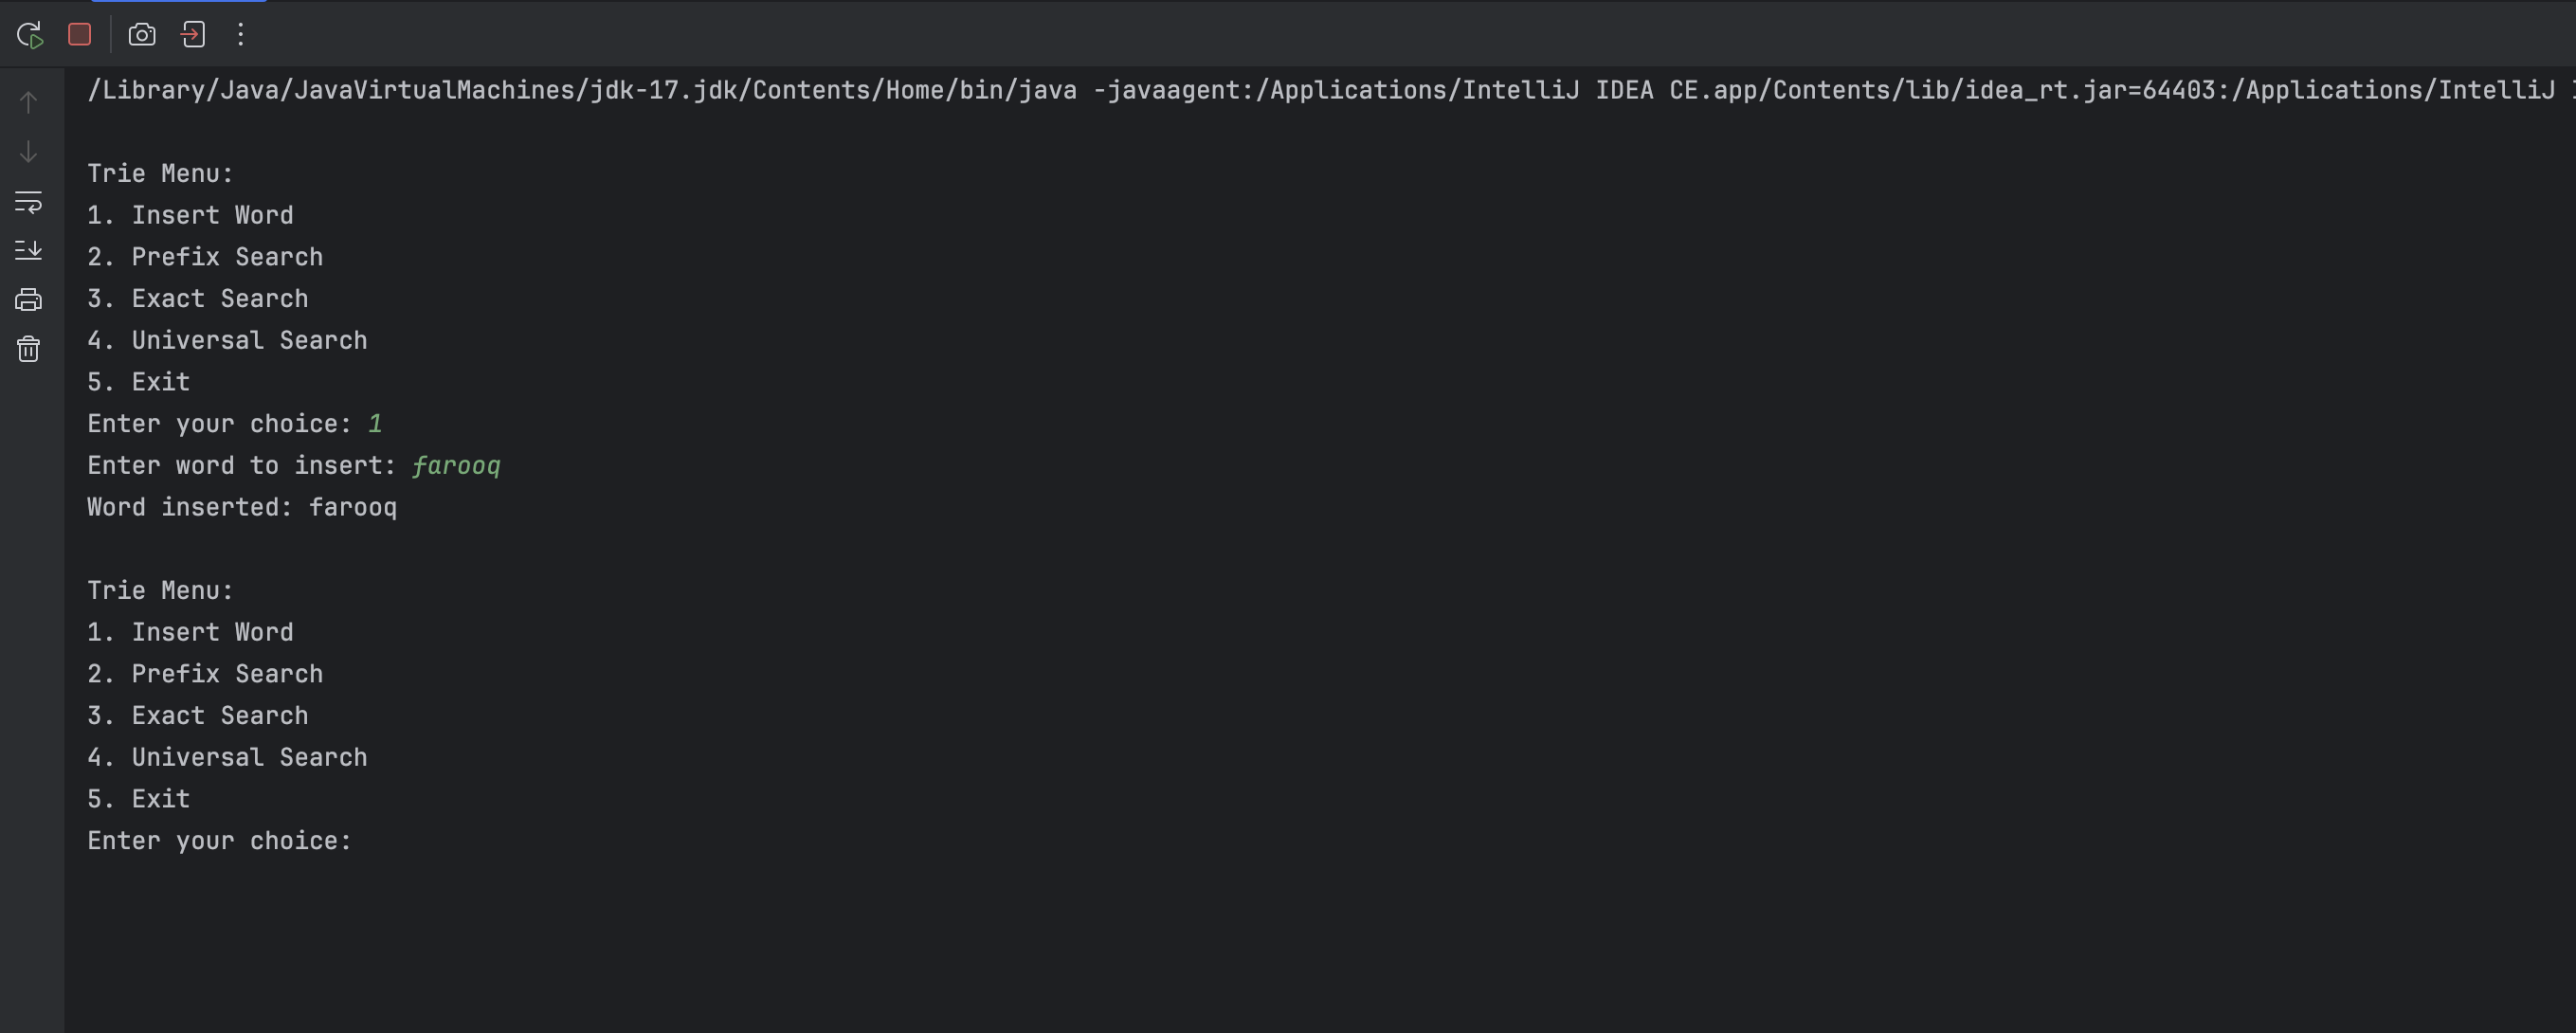 /Library/Java/JavaVirtualMachines/jdk-17.jdk/Contents/Home/bin/java -javaagent:/Applications/IntelliJ IDEA CE.app/Contents/lib/idea_rt.jar=64403:/Applications/IntelliJ
Trie Menu:
1. Insert Word
2. Prefix Search
3. Exact Search
4. Universal Search
5. Exit
Enter your choice: 1
Enter word to insert: farooq
Word inserted: farooq
Trie Menu:
1. Insert Word
2. Prefix Search
3. Exact Search
4. Universal Search
5. Exit
Enter your choice: